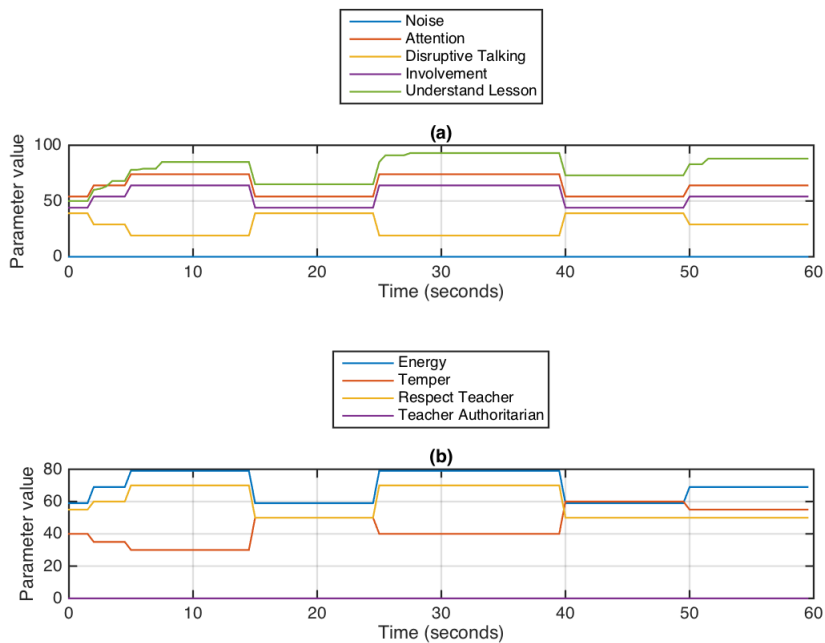 Noise
Attention
Disruptive Talking
Involvement
Understand Lesson
(a)
100
50
0
Parameter value
0 10 20 30 40 50 60
Time (seconds)
Energy
Temper
Respect Teacher
Teacher Authoritarian
(b)
80
60
40
20
0
Parameter value
0 10 20 30 40 50 60
Time (seconds)